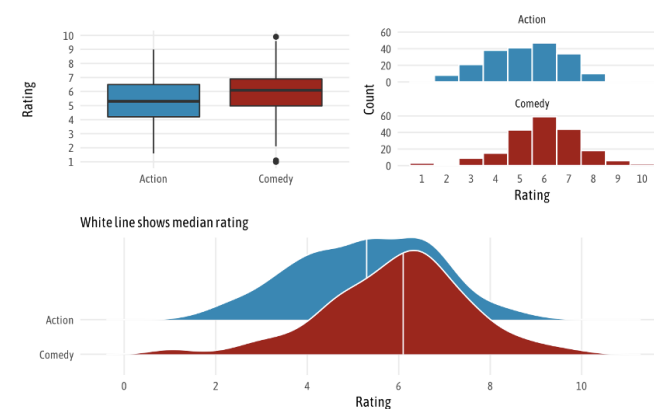 Rating
10
9
8
7
6
5
4
3
2
1
Action
Comedy
Count
Action
60
40
20
0
Comedy
60
40
20
0
1 2 3 4 5 6 7 8 9 10
Rating
White line shows median rating
Action
Comedy
0 2 4 6 8 10
Rating